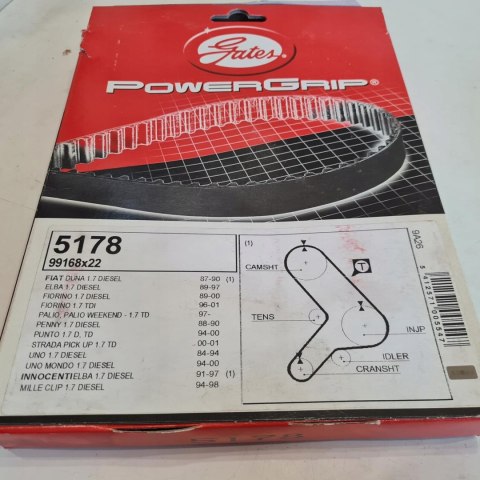 Gates
POWERGRIP®
5178
99168x22
FIAT DUNA 1.7 DIESEL 87-90 (1)
ELBA 1.7 DIESEL 89-97
FIORINO 1.7 DIESEL 89-00
FIORINO 1.7 TDI 96-01
PALIO, PALIO WEEKEND - 1.7 TD 97-
PENNY 1.7 DIESEL 88-90
PUNTO 1.7 D, TD 94-00
STRADA PICK UP 1.7 TD 00-01
UNO 1.7 DIESEL 84-94
UNO MONDO 1.7 DIESEL 94-00
INNOCENTI ELBA 1.7 DIESEL 91-97 (1)
MILLE CLIP 1.7 DIESEL 94-98
(1)
CAMSHT
T
TENS
INJP
IDLER
CRANSHT
9A26
5412571005547
5178